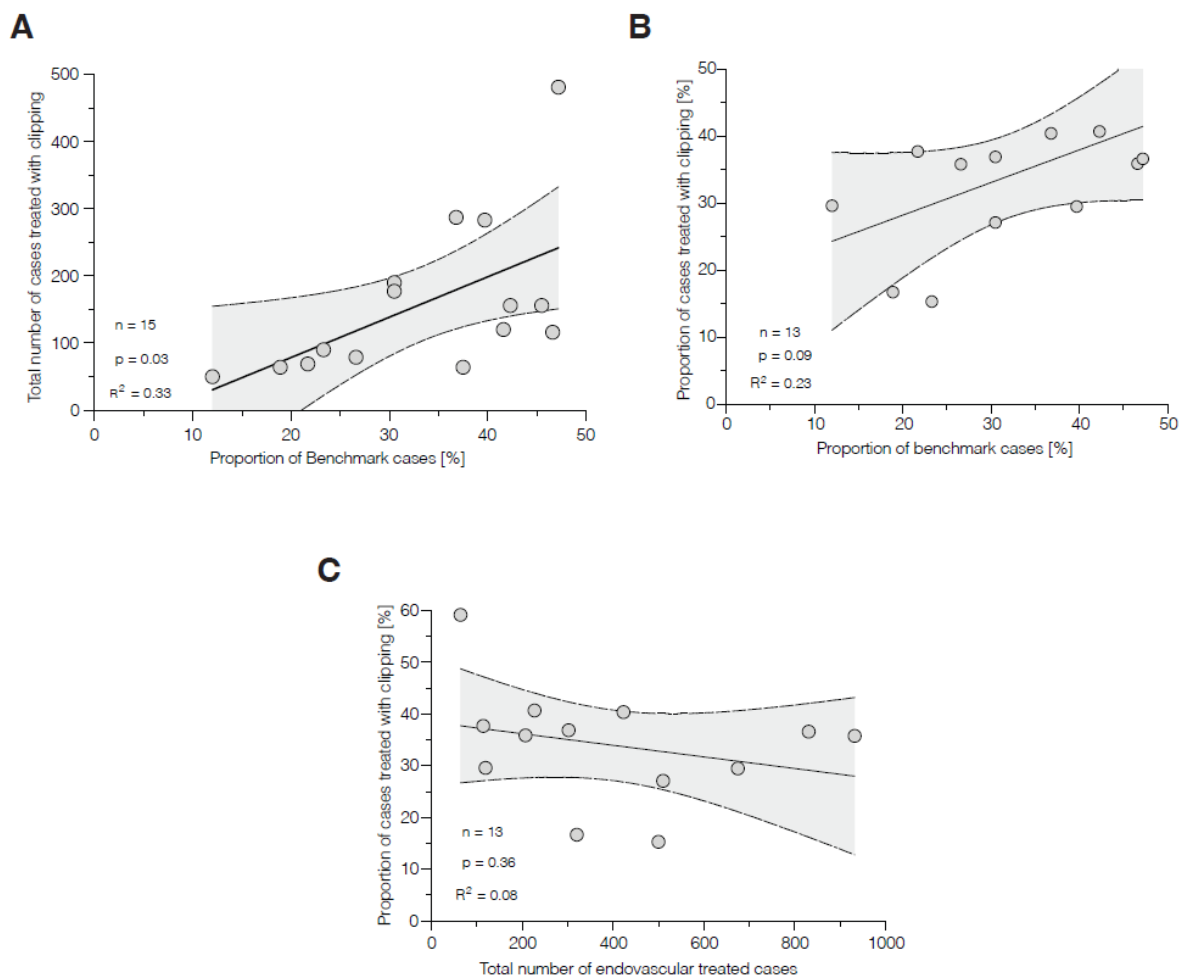 A
Total number of cases treated with clipping
500
400
300
200
100
0
n = 15
p = 0.03
R² = 0.33
0 10 20 30 40 50
Proportion of Benchmark cases [%]
B
Proportion of cases treated with clipping [%]
50
40
30
20
10
0
n = 13
p = 0.09
R² = 0.23
0 10 20 30 40 50
Proportion of benchmark cases [%]
C
Proportion of cases treated with clipping [%]
60
50
40
30
20
10
0
n = 13
p = 0.36
R² = 0.08
0 200 400 600 800 1000
Total number of endovascular treated cases